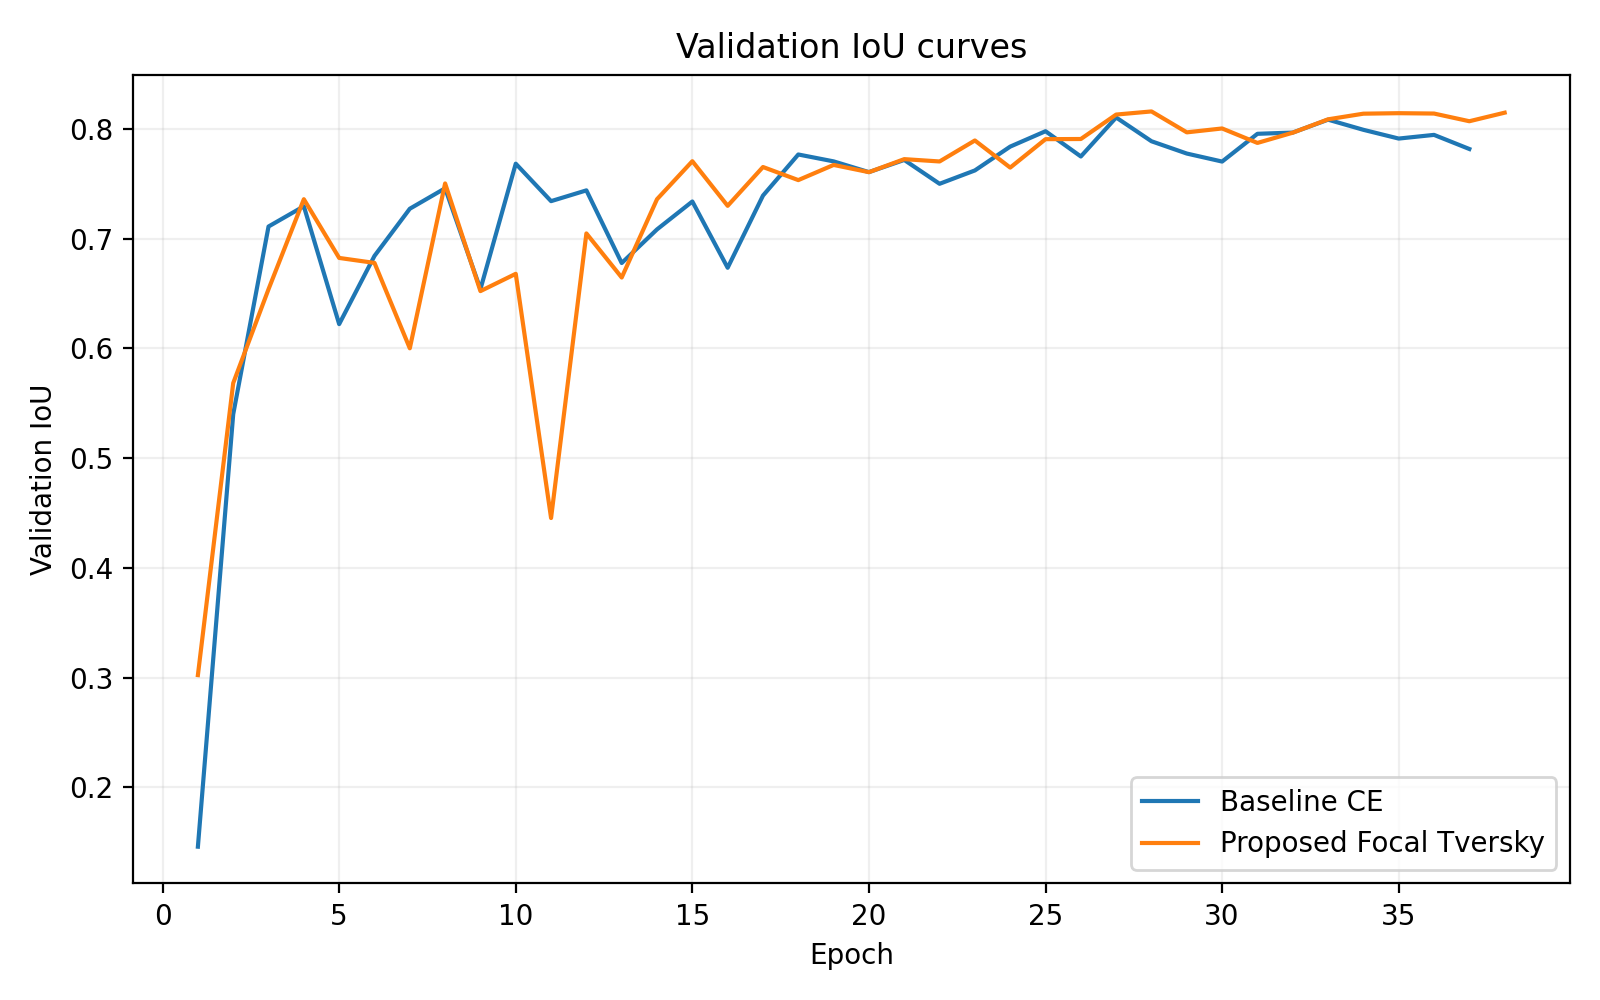 Validation IoU curves
0.8
0.7
0.6
0.5
0.4
0.3
0.2
Validation IoU
0 5 10 15 20 25 30 35
Epoch
Baseline CE
Proposed Focal Tversky